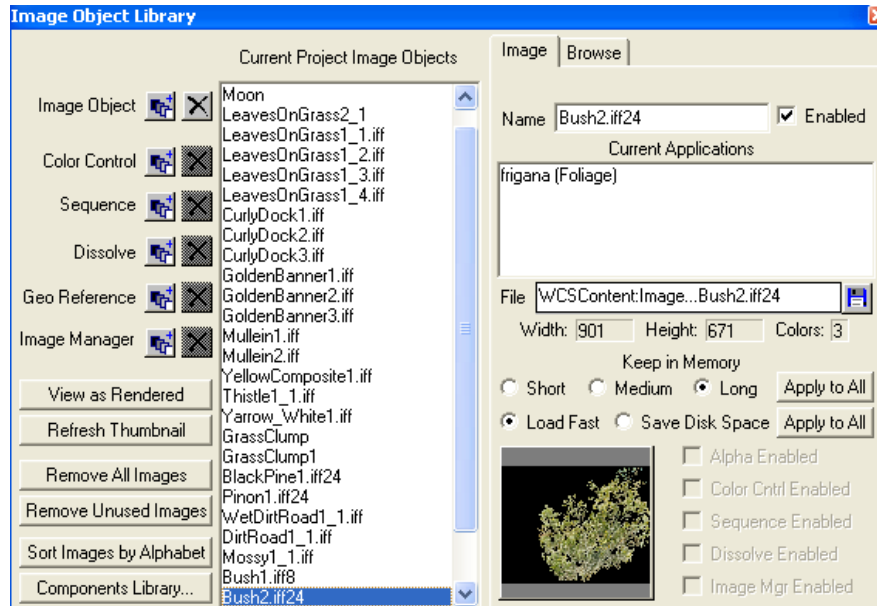 Image Object Library
Current Project Image Objects
Image Object
Color Control
Sequence
Dissolve
Geo Reference
Image Manager
View as Rendered
Refresh Thumbnail
Remove All Images
Remove Unused Images
Sort Images by Alphabet
Components Library...
Moon
LeavesOnGrass2_1
LeavesOnGrass1_1.iff
LeavesOnGrass1_2.iff
LeavesOnGrass1_3.iff
LeavesOnGrass1_4.iff
CurlyDock1.iff
CurlyDock2.iff
CurlyDock3.iff
GoldenBanner1.iff
GoldenBanner2.iff
GoldenBanner3.iff
Mullein1.iff
Mullein2.iff
YellowComposite1.iff
Thistle1_1.iff
Yarrow_White1.iff
GrassClump
GrassClump1
BlackPine1.iff24
Pinon1.iff24
WetDirtRoad1_1.iff
DirtRoad1_1.iff
Mossy1_1.iff
Bush1.iff8
Bush2.iff24
Image Browse
Name Bush2.iff24 Enabled
Current Applications
frigana (Foliage)
File WCSContent:Image...Bush2.iff24
Width: 901 Height: 671 Colors: 3
Keep in Memory
Short Medium Long Apply to All
Load Fast Save Disk Space Apply to All
Alpha Enabled
Color Cntrl Enabled
Sequence Enabled
Dissolve Enabled
Image Mgr Enabled